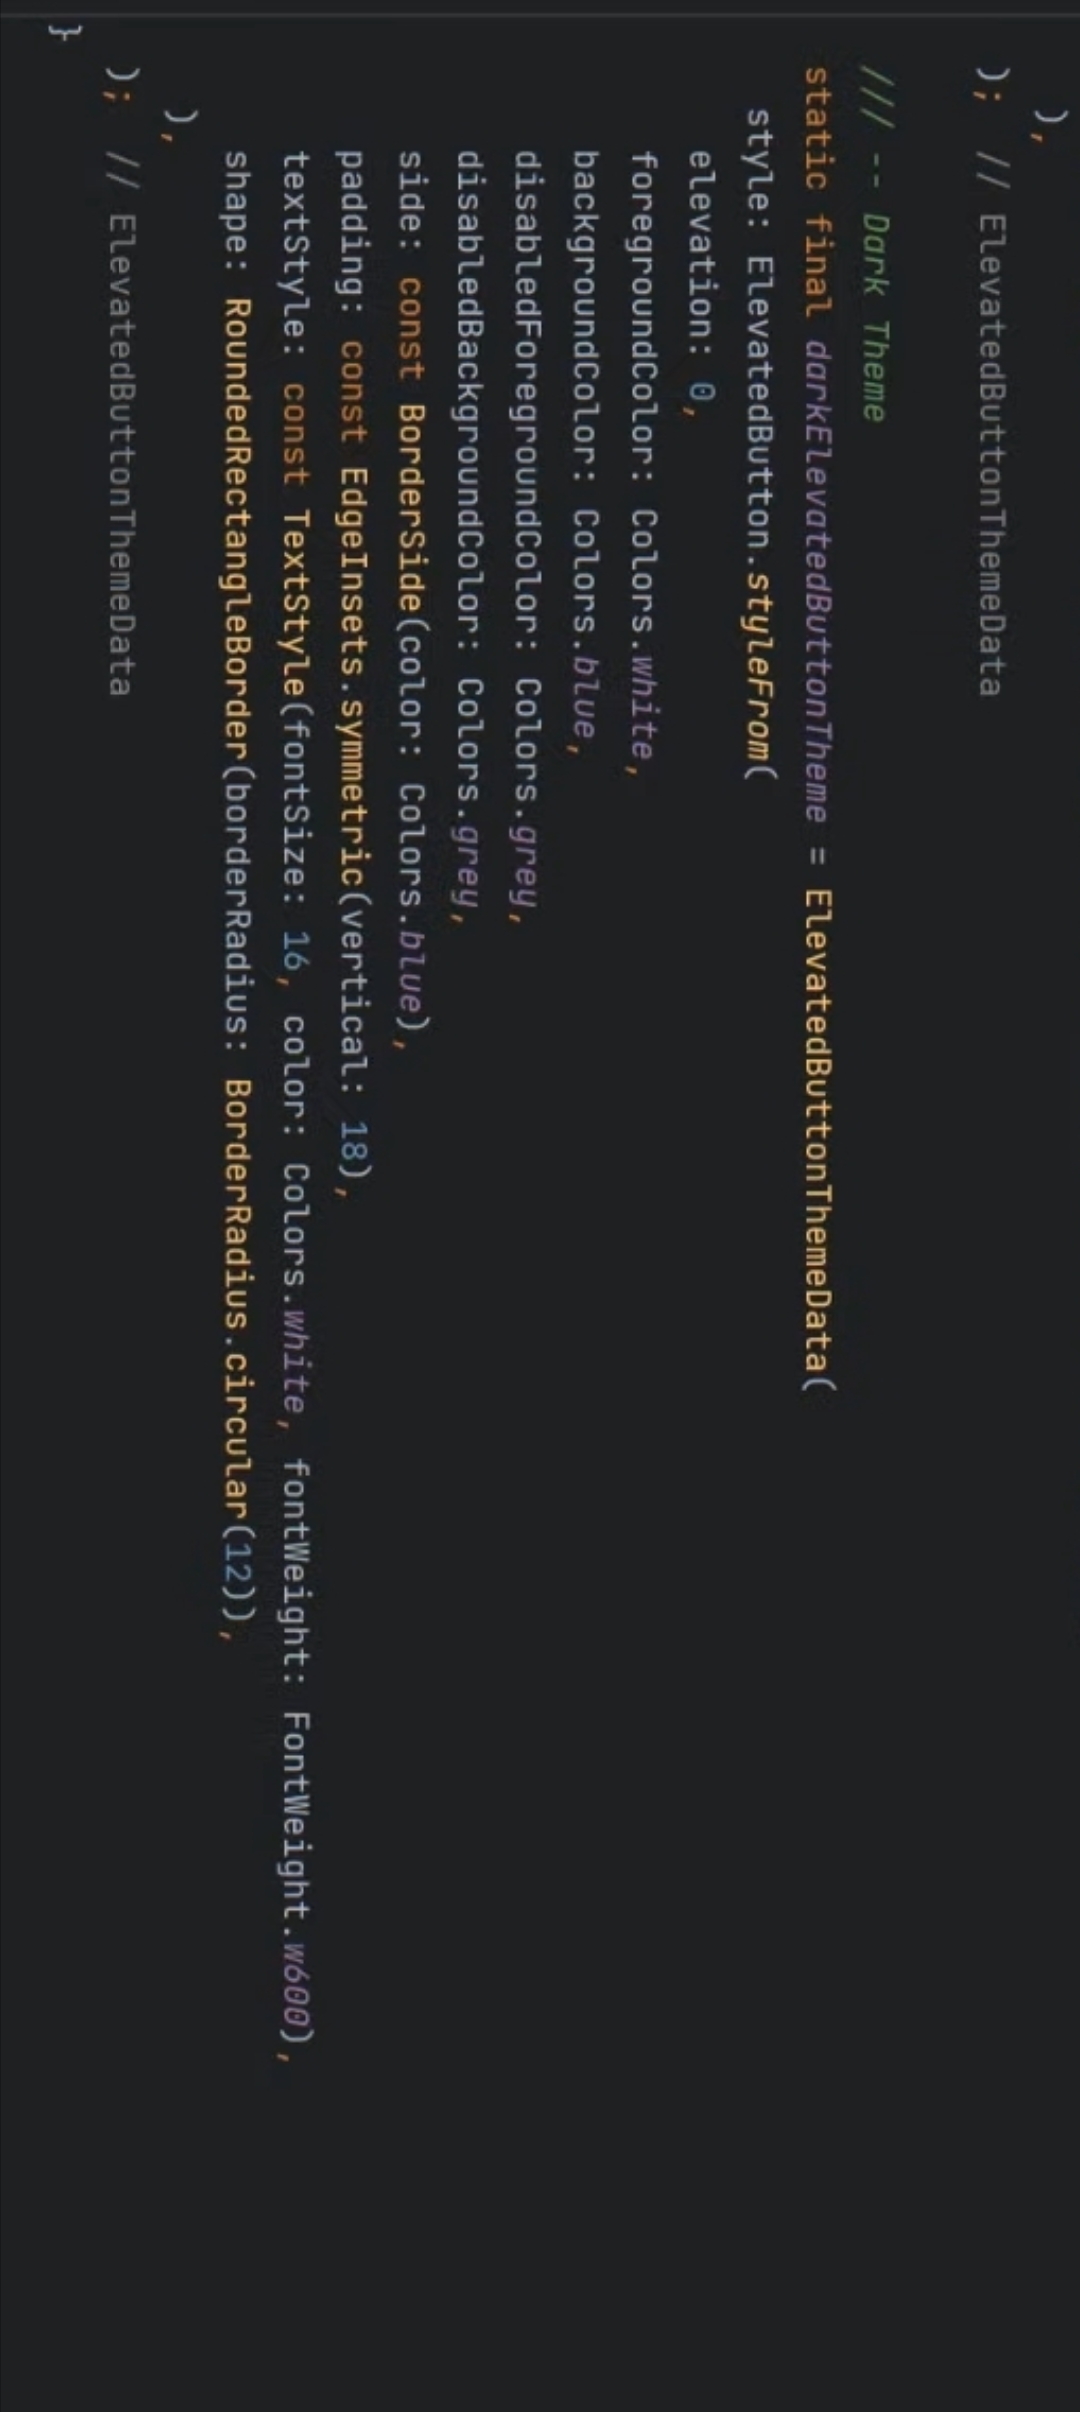 ),
  ); // ElevatedButtonThemeData

  /// -- Dark Theme
  static final darkElevatedButtonTheme = ElevatedButtonThemeData(
    style: ElevatedButton.styleFrom(
      elevation: 0,
      foregroundColor: Colors.white,
      backgroundColor: Colors.blue,
      disabledForegroundColor: Colors.grey,
      disabledBackgroundColor: Colors.grey,
      side: const BorderSide(color: Colors.blue),
      padding: const EdgeInsets.symmetric(vertical: 18),
      textStyle: const TextStyle(fontSize: 16, color: Colors.white, fontWeight: FontWeight.w600),
      shape: RoundedRectangleBorder(borderRadius: BorderRadius.circular(12)),
    ),
  ); // ElevatedButtonThemeData
}